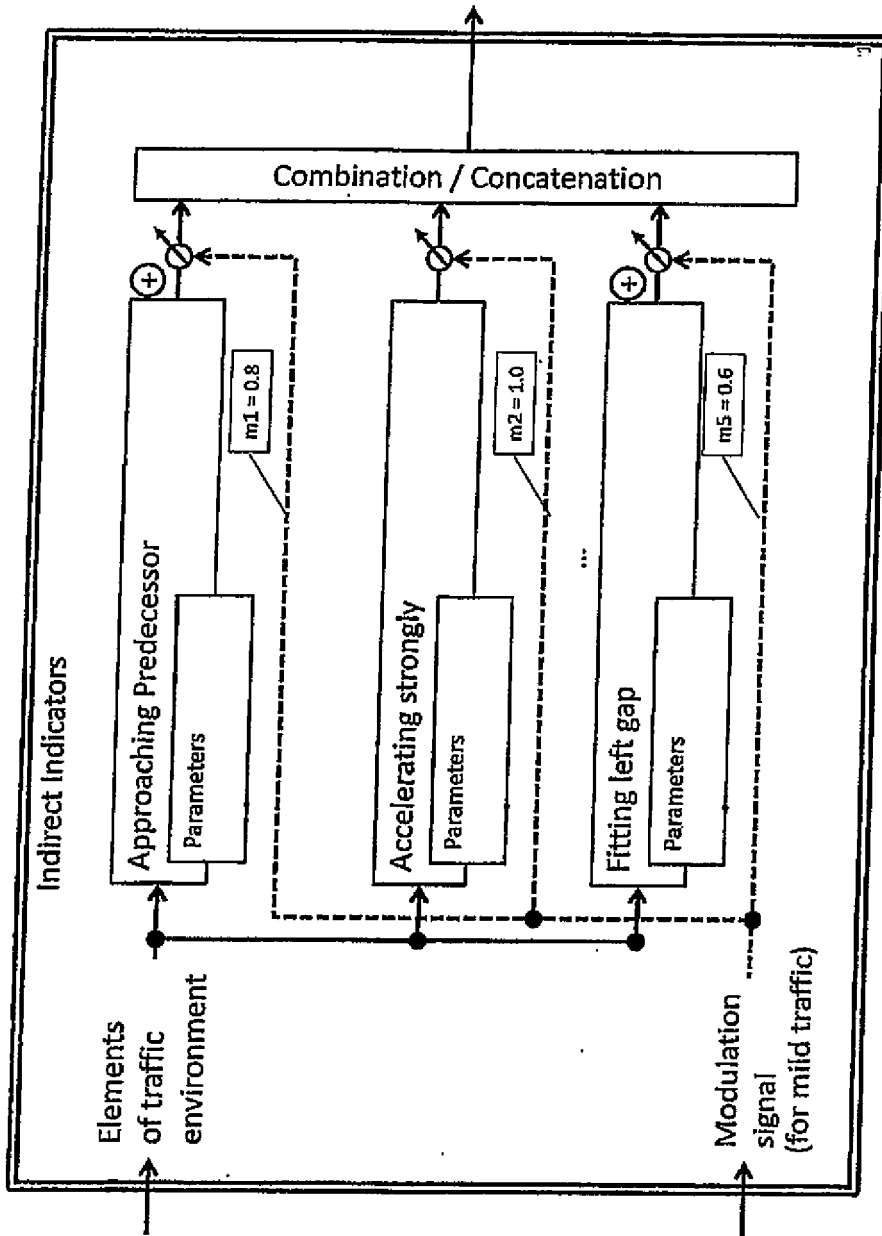 Indirect Indicators
Elements
of traffic
environment
Approaching Predecessor
Parameters
+
m1 = 0.8
Accelerating strongly
Parameters
m2 = 1.0
...
Fitting left gap
Parameters
+
m5 = 0.6
Modulation
signal
(for mild traffic)
Combination / Concatenation